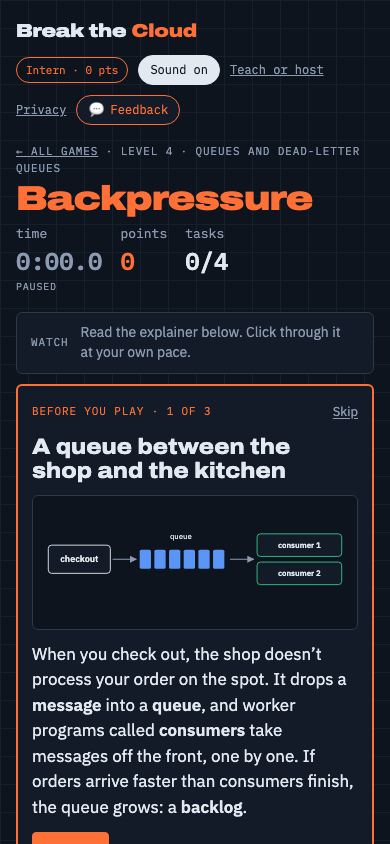 Break the Cloud
Intern · 0 pts
Sound on
Teach or host
Privacy
💬 Feedback
← ALL GAMES · LEVEL 4 · QUEUES AND DEAD-LETTER
QUEUES
Backpressure
time points tasks
0:00.0 0 0/4
PAUSED
WATCH
Read the explainer below. Click through it
at your own pace.
BEFORE YOU PLAY · 1 OF 3
Skip
A queue between the
shop and the kitchen
queue
checkout
consumer 1
consumer 2
When you check out, the shop doesn’t
process your order on the spot. It drops a
message into a queue, and worker
programs called consumers take
messages off the front, one by one. If
orders arrive faster than consumers finish,
the queue grows: a backlog.